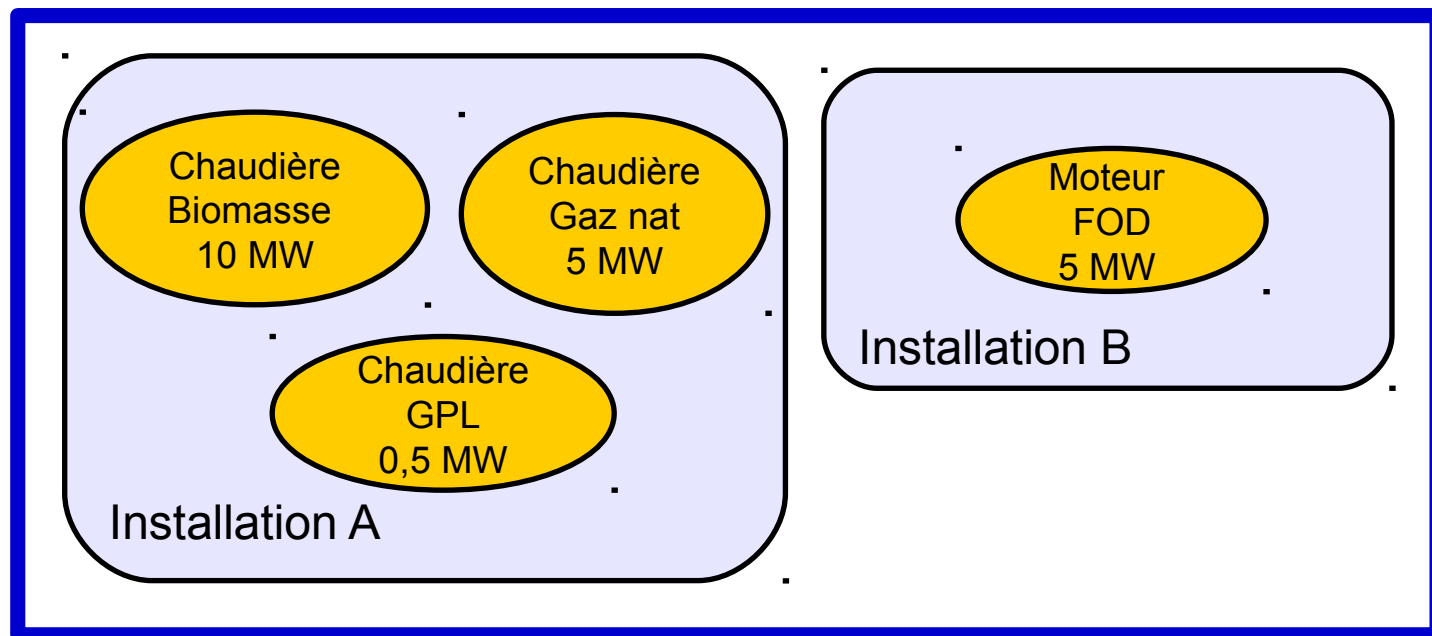 Chaudière
Biomasse
10 MW
Chaudière
Gaz nat
5 MW
Chaudière
GPL
0,5 MW
Installation A
Moteur
FOD
5 MW
Installation B